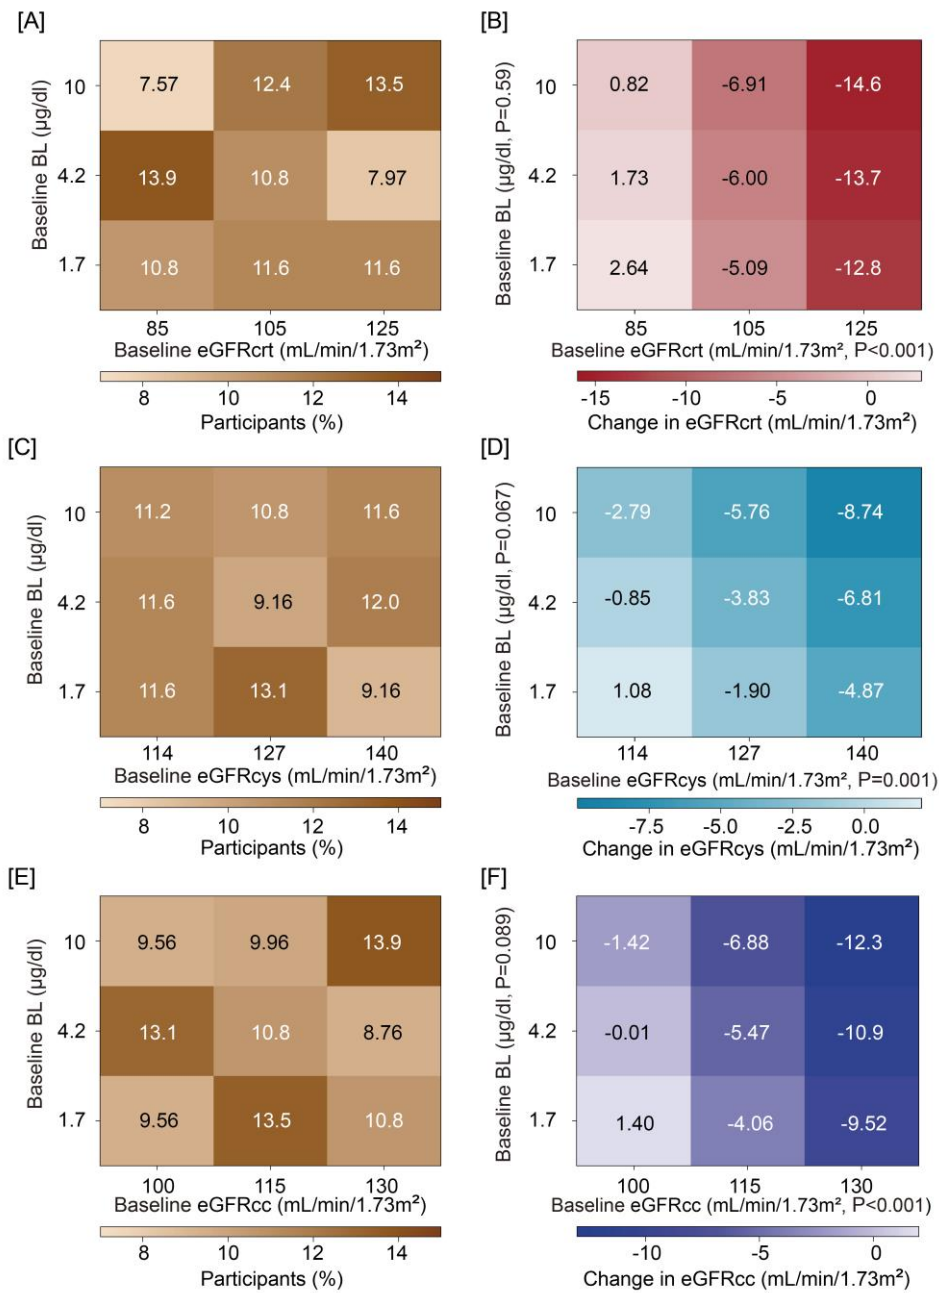 [A]
Baseline BL (µg/dl)
10
4.2
1.7
7.57 12.4 13.5
13.9 10.8 7.97
10.8 11.6 11.6
85 105 125
Baseline eGFRcrt (mL/min/1.73m²)
8 10 12 14
Participants (%)
[B]
Baseline BL (µg/dl, P=0.59)
10
4.2
1.7
0.82 -6.91 -14.6
1.73 -6.00 -13.7
2.64 -5.09 -12.8
85 105 125
Baseline eGFRcrt (mL/min/1.73m², P<0.001)
-15 -10 -5 0
Change in eGFRcrt (mL/min/1.73m²)
[C]
Baseline BL (µg/dl)
10
4.2
1.7
11.2 10.8 11.6
11.6 9.16 12.0
11.6 13.1 9.16
114 127 140
Baseline eGFRcys (mL/min/1.73m²)
8 10 12 14
Participants (%)
[D]
Baseline BL (µg/dl, P=0.067)
10
4.2
1.7
-2.79 -5.76 -8.74
-0.85 -3.83 -6.81
1.08 -1.90 -4.87
114 127 140
Baseline eGFRcys (mL/min/1.73m², P=0.001)
-7.5 -5.0 -2.5 0.0
Change in eGFRcys (mL/min/1.73m²)
[E]
Baseline BL (µg/dl)
10
4.2
1.7
9.56 9.96 13.9
13.1 10.8 8.76
9.56 13.5 10.8
100 115 130
Baseline eGFRcc (mL/min/1.73m²)
8 10 12 14
Participants (%)
[F]
Baseline BL (µg/dl, P=0.089)
10
4.2
1.7
-1.42 -6.88 -12.3
-0.01 -5.47 -10.9
1.40 -4.06 -9.52
100 115 130
Baseline eGFRcc (mL/min/1.73m², P<0.001)
-10 -5 0
Change in eGFRcc (mL/min/1.73m²)